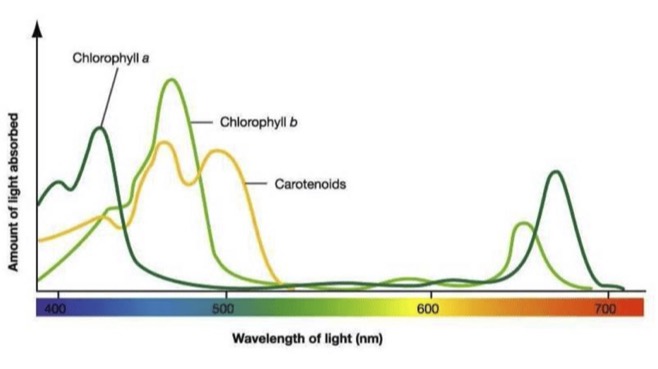 Chlorophyll a
Chlorophyll b
Carotenoids
Amount of light absorbed
400 500 600 700
Wavelength of light (nm)